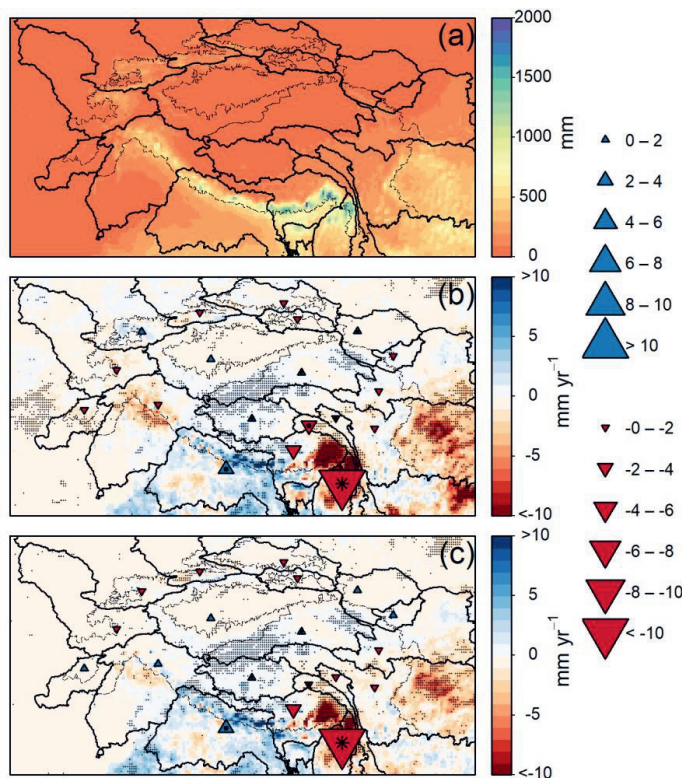 (a)
2000
1500
1000
500
0
mm
0 – 2
2 – 4
4 – 6
6 – 8
8 – 10
> 10
(b)
>10
5
0
-5
<-10
mm yr⁻¹
-0 – -2
-2 – -4
-4 – -6
-6 – -8
-8 – -10
< -10
(c)
>10
5
0
-5
<-10
mm yr⁻¹